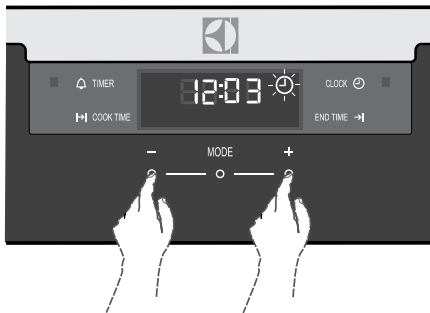 TIMER 12:03 CLOCK
COOK TIME END TIME
- MODE +